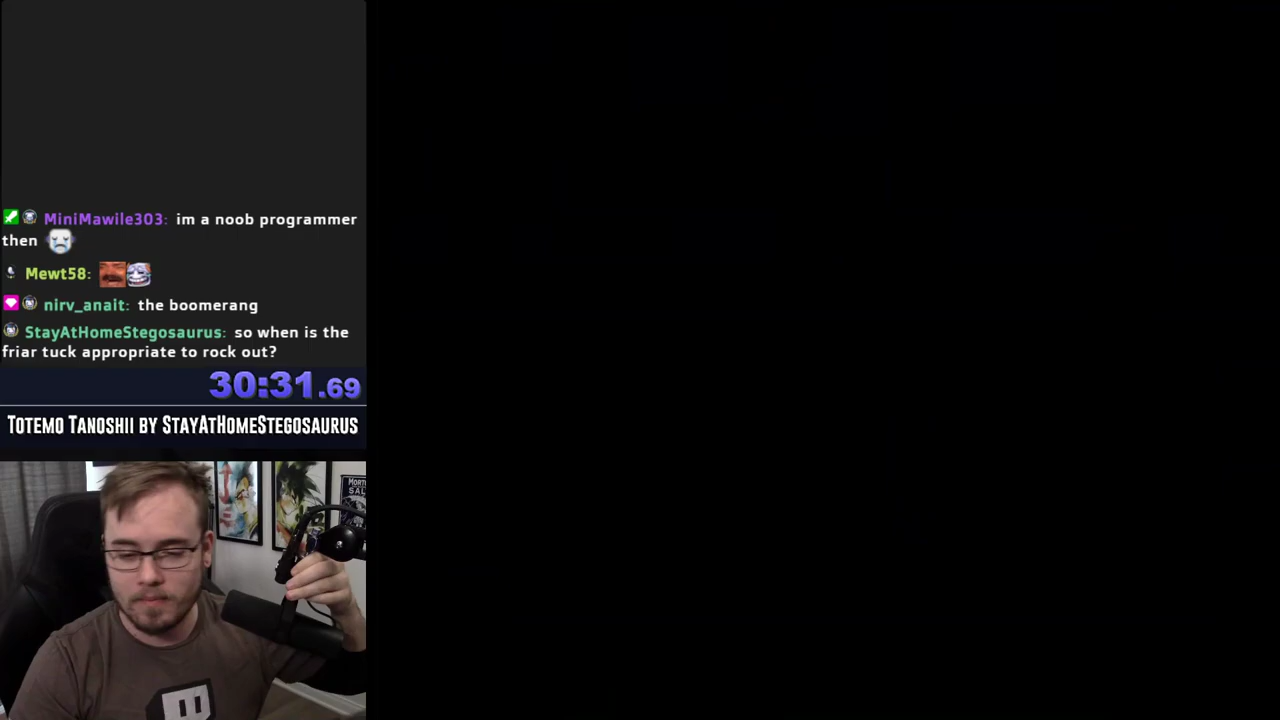 MiniMawile303: im a noob programmer
then
Mewt58:
nirv_anait: the boomerang
StayAtHomeStegosaurus: so when is the
friar tuck appropriate to rock out?
30:31.69
Totemo Tanoshii by StayAtHomeStegosaurus